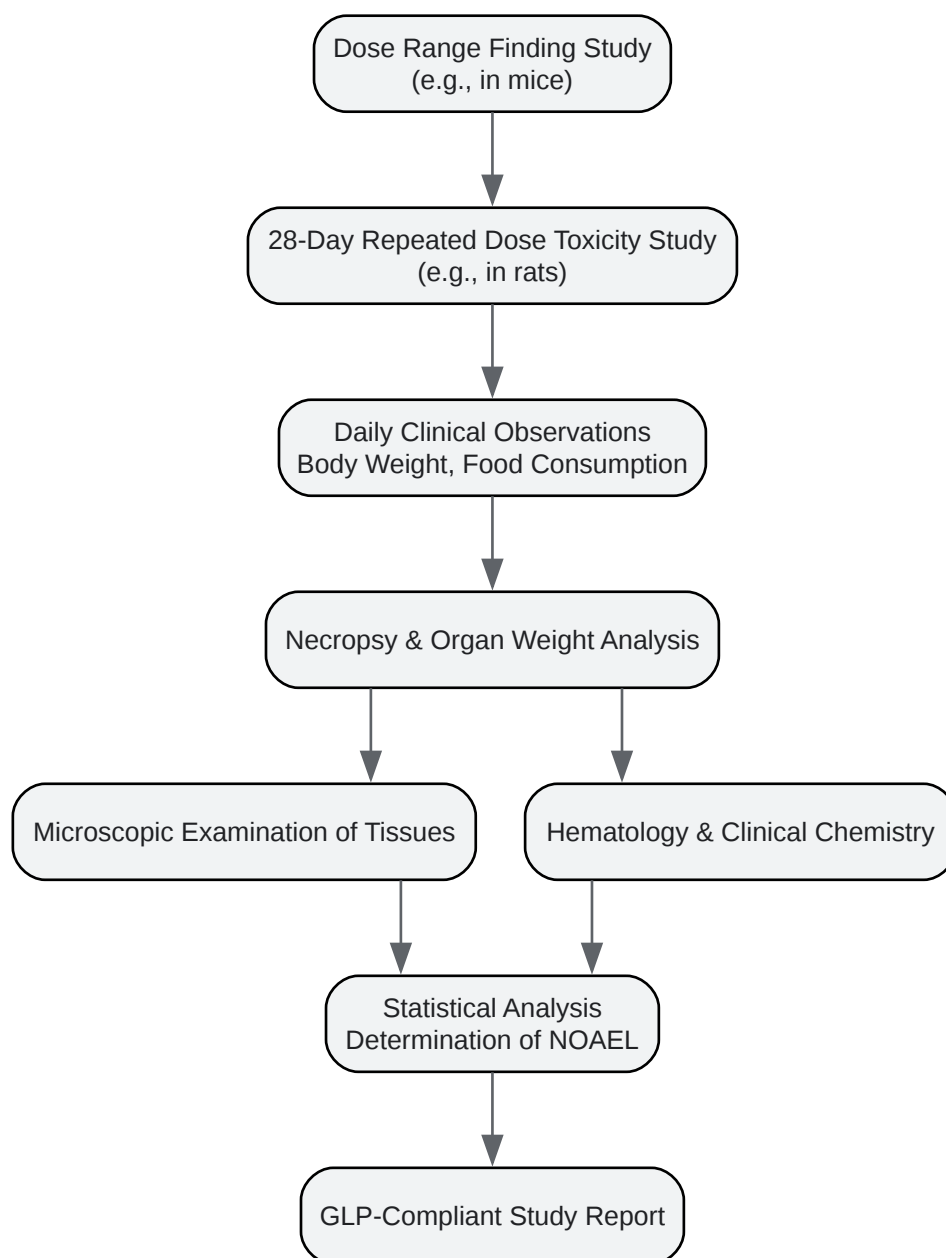 Dose Range Finding Study
(e.g., in mice)
28-Day Repeated Dose Toxicity Study
(e.g., in rats)
Daily Clinical Observations
Body Weight, Food Consumption
Necropsy & Organ Weight Analysis
Microscopic Examination of Tissues
Hematology & Clinical Chemistry
Statistical Analysis
Determination of NOAEL
GLP-Compliant Study Report